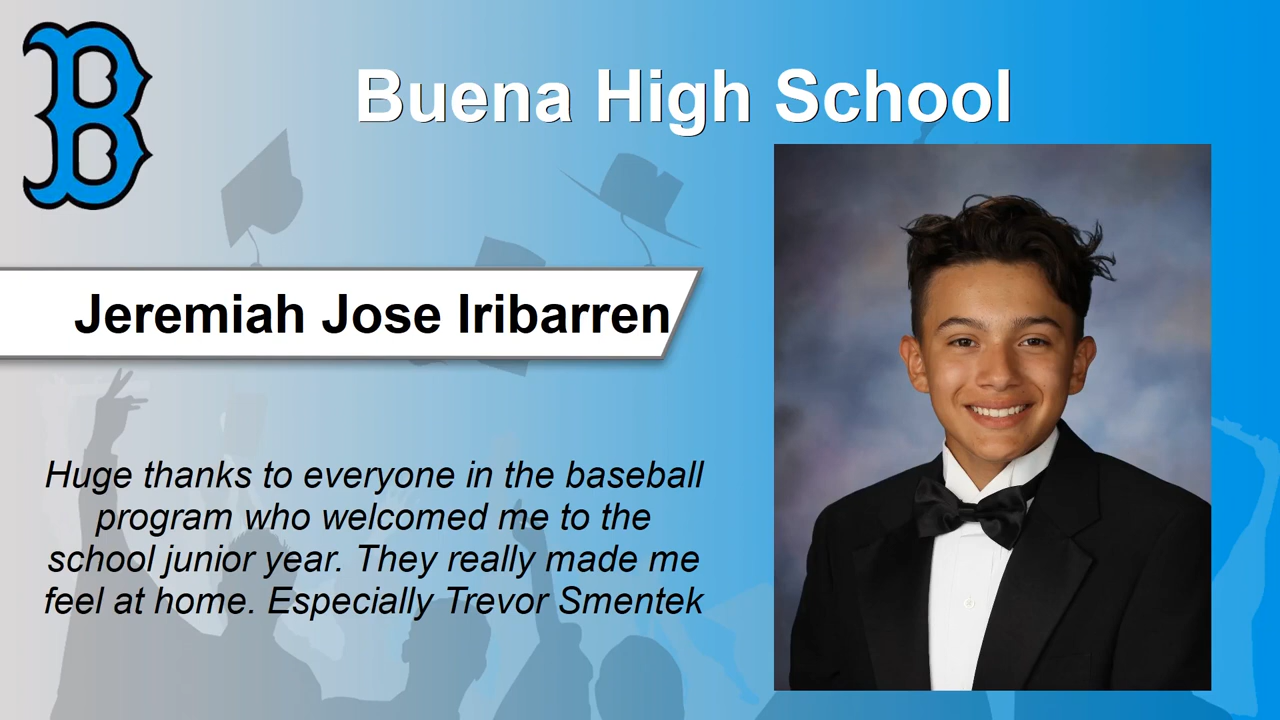 B
Buena High School
Jeremiah Jose Iribarren
Huge thanks to everyone in the baseball
program who welcomed me to the
school junior year. They really made me
feel at home. Especially Trevor Smentek